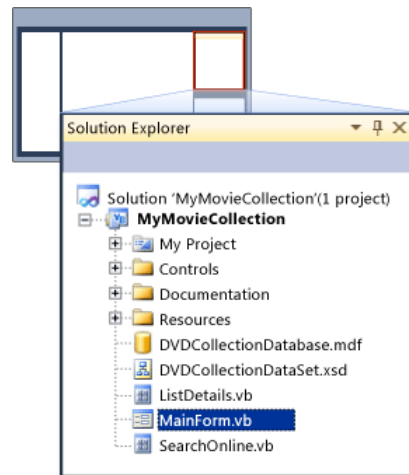 Solution Explorer
Solution 'MyMovieCollection'(1 project)
MyMovieCollection
My Project
Controls
Documentation
Resources
DVDCollectionDatabase.mdf
DVDCollectionDataSet.xsd
ListDetails.vb
MainForm.vb
SearchOnline.vb